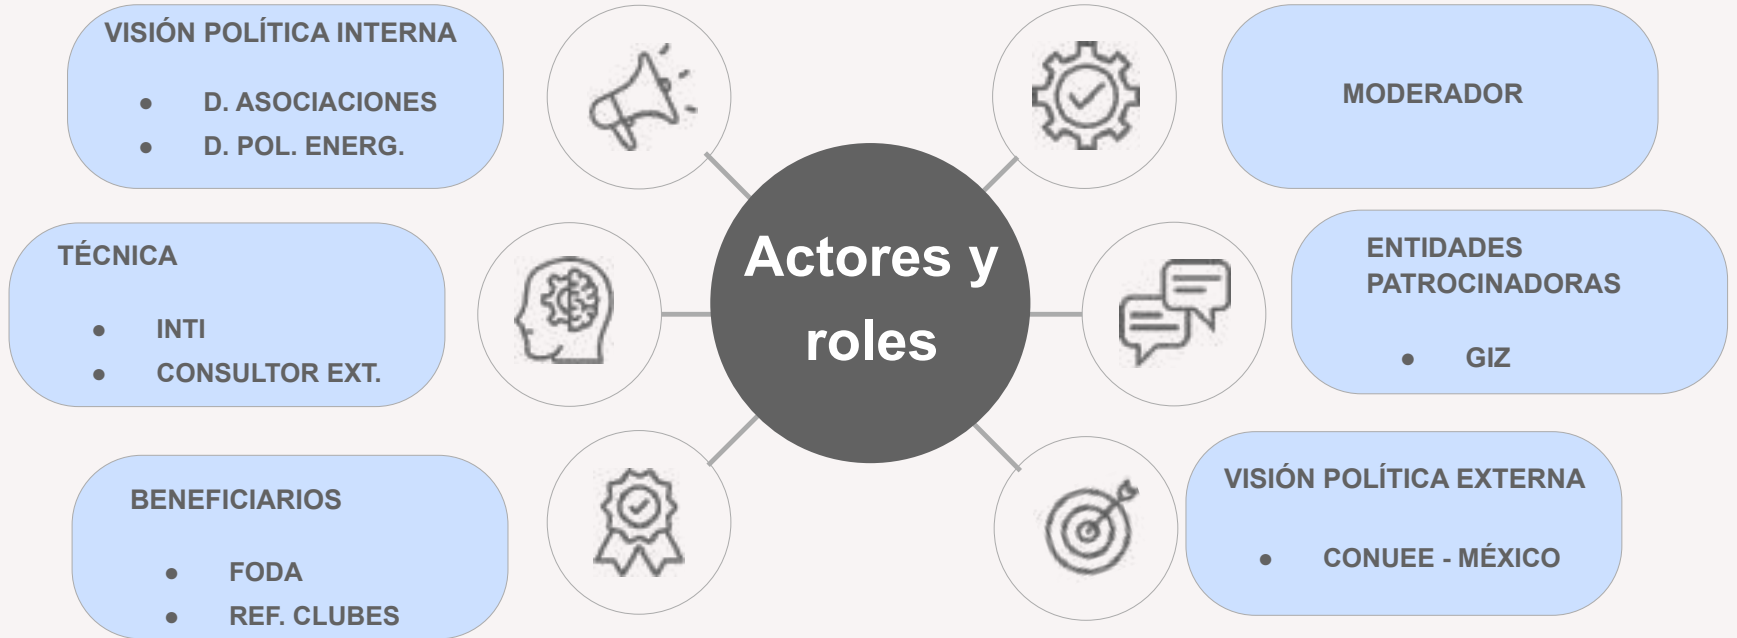 VISIÓN POLÍTICA INTERNA
● D. ASOCIACIONES
● D. POL. ENERG.
TÉCNICA
● INTI
● CONSULTOR EXT.
BENEFICIARIOS
● FODA
● REF. CLUBES
Actores y
roles
MODERADOR
ENTIDADES
PATROCINADORAS
● GIZ
VISIÓN POLÍTICA EXTERNA
● CONUEE - MÉXICO